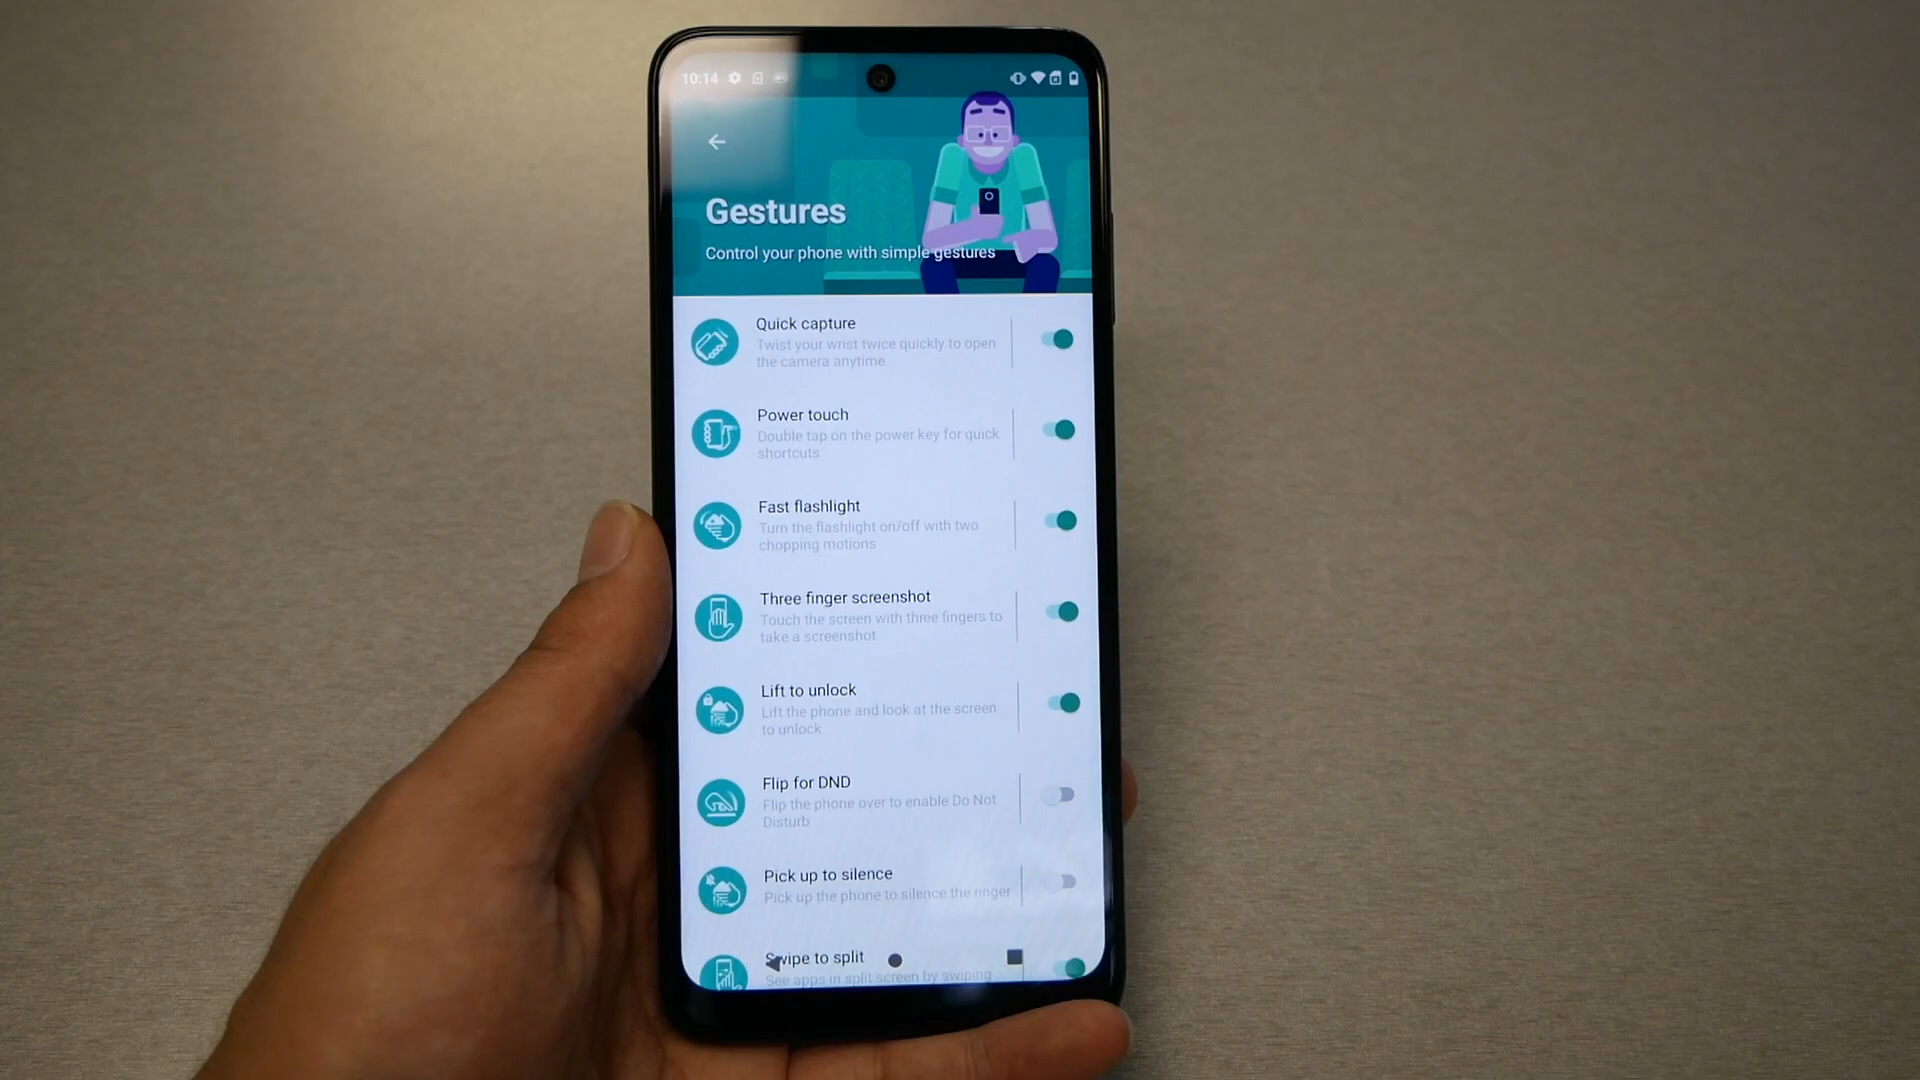 10:14
Gestures
Control your phone with simple gestures
Quick capture
Twist your wrist twice quickly to open
the camera anytime
Power touch
Double tap on the power key for quick
shortcuts
Fast flashlight
Turn the flashlight on/off with two
chopping motions
Three finger screenshot
Touch the screen with three fingers to
take a screenshot
Lift to unlock
Lift the phone and look at the screen
to unlock
Flip for DND
Flip the phone over to enable Do Not
Disturb
Pick up to silence
Pick up the phone to silence the ringer
Swipe to split
See apps in split screen by swiping